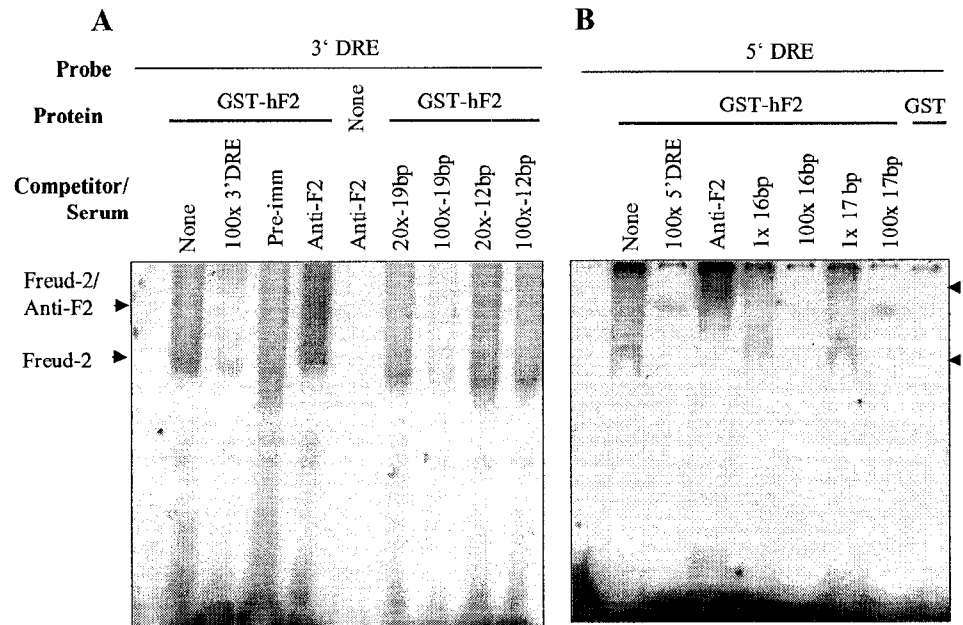 A
3‘ DRE
Probe
GST-hF2
None
GST-hF2
Protein
Competitor/
Serum
None
100x 3’DRE
Pre-imm
Anti-F2
Anti-F2
20x-19bp
100x-19bp
20x-12bp
100x-12bp
Freud-2/
Anti-F2
Freud-2
B
5‘ DRE
GST-hF2
GST
None
100x 5’DRE
Anti-F2
1x 16bp
100x 16bp
1x 17bp
100x 17bp